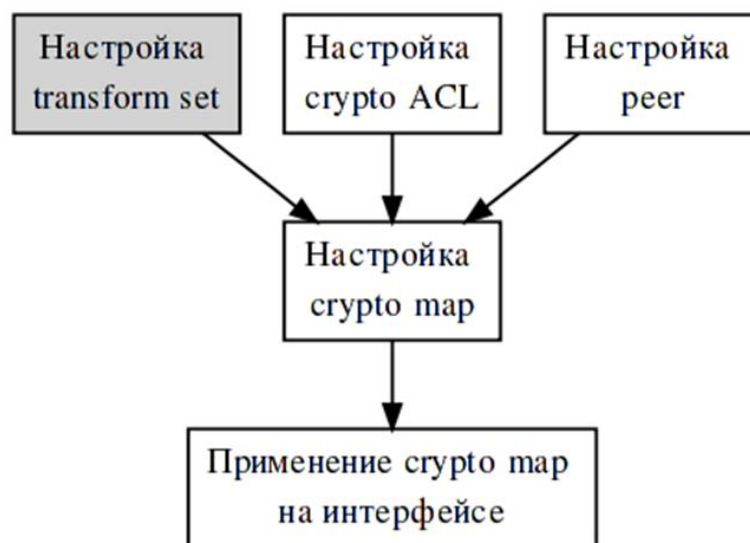 Настройка
transform set
Настройка
crypto ACL
Настройка
peer
Настройка
crypto map
Применение crypto map
на интерфейсе